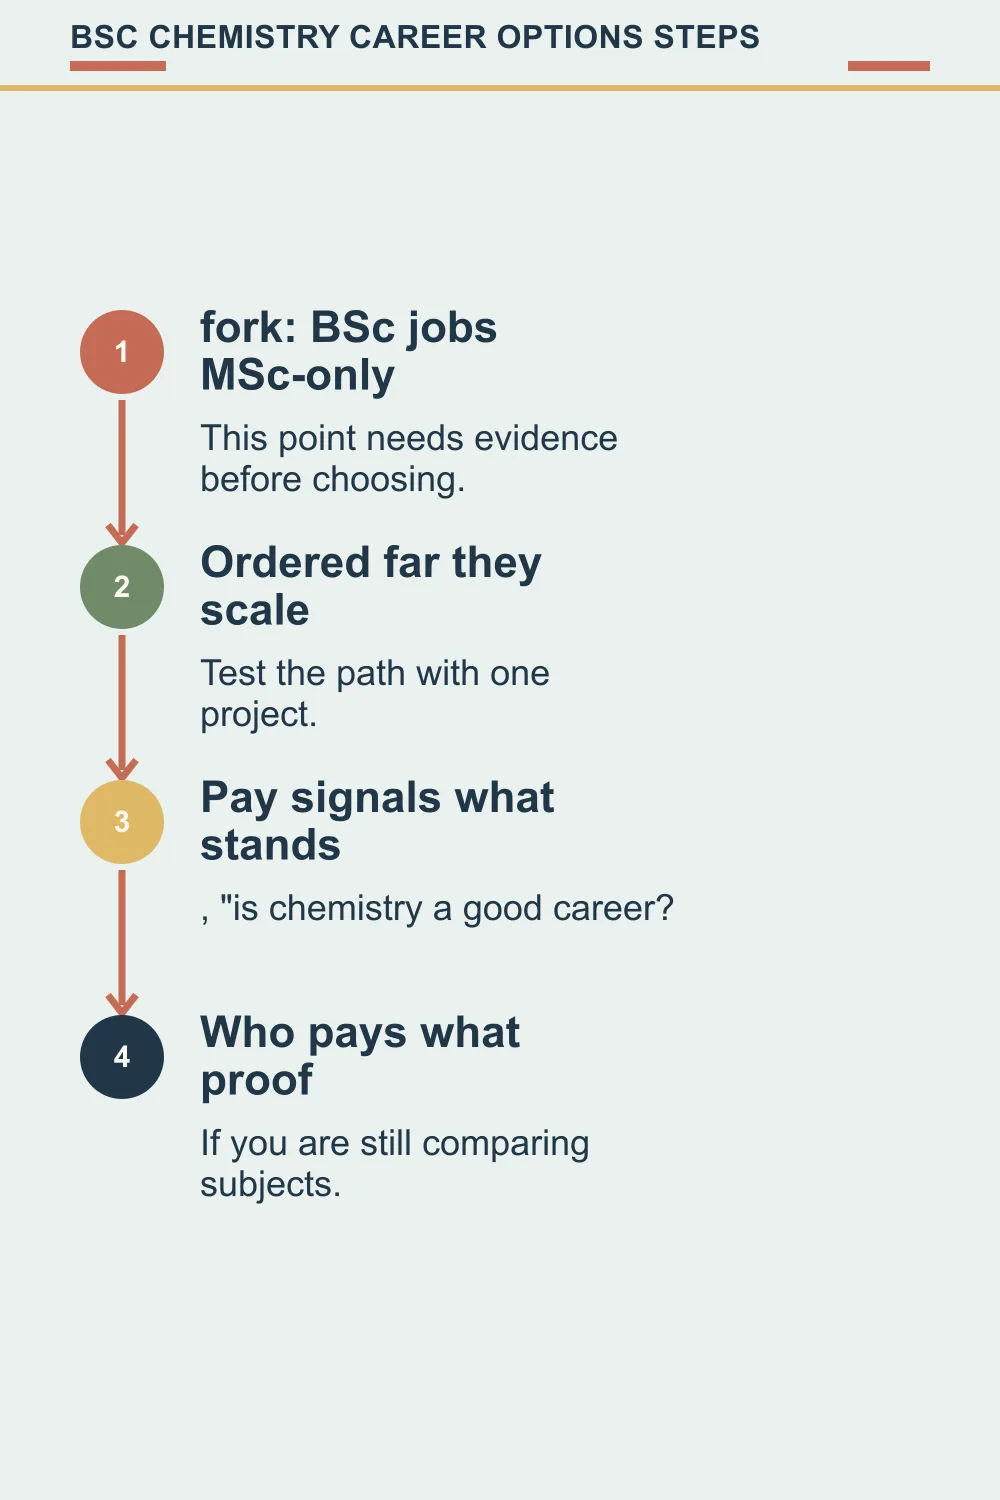 BSC CHEMISTRY CAREER OPTIONS STEPS
1
fork: BSc jobs
MSc-only
This point needs evidence
before choosing.
2
Ordered far they
scale
Test the path with one
project.
3
Pay signals what
stands
, "is chemistry a good career?
4
Who pays what
proof
If you are still comparing
subjects.